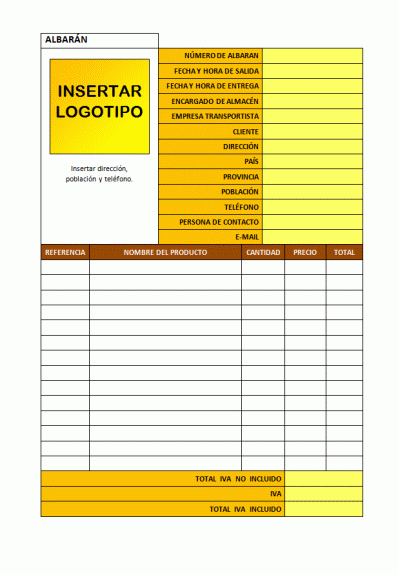 ALBARÁN
INSERTAR
LOGOTIPO
Insertar dirección,
población y teléfono.
NÚMERO DE ALBARAN
FECHA Y HORA DE SALIDA
FECHA Y HORA DE ENTREGA
ENCARGADO DE ALMACÉN
EMPRESA TRANSPORTISTA
CLIENTE
DIRECCIÓN
PAÍS
PROVINCIA
POBLACIÓN
TELÉFONO
PERSONA DE CONTACTO
E-MAIL
REFERENCIA NOMBRE DEL PRODUCTO CANTIDAD PRECIO TOTAL
TOTAL IVA NO INCLUIDO
IVA
TOTAL IVA INCLUIDO